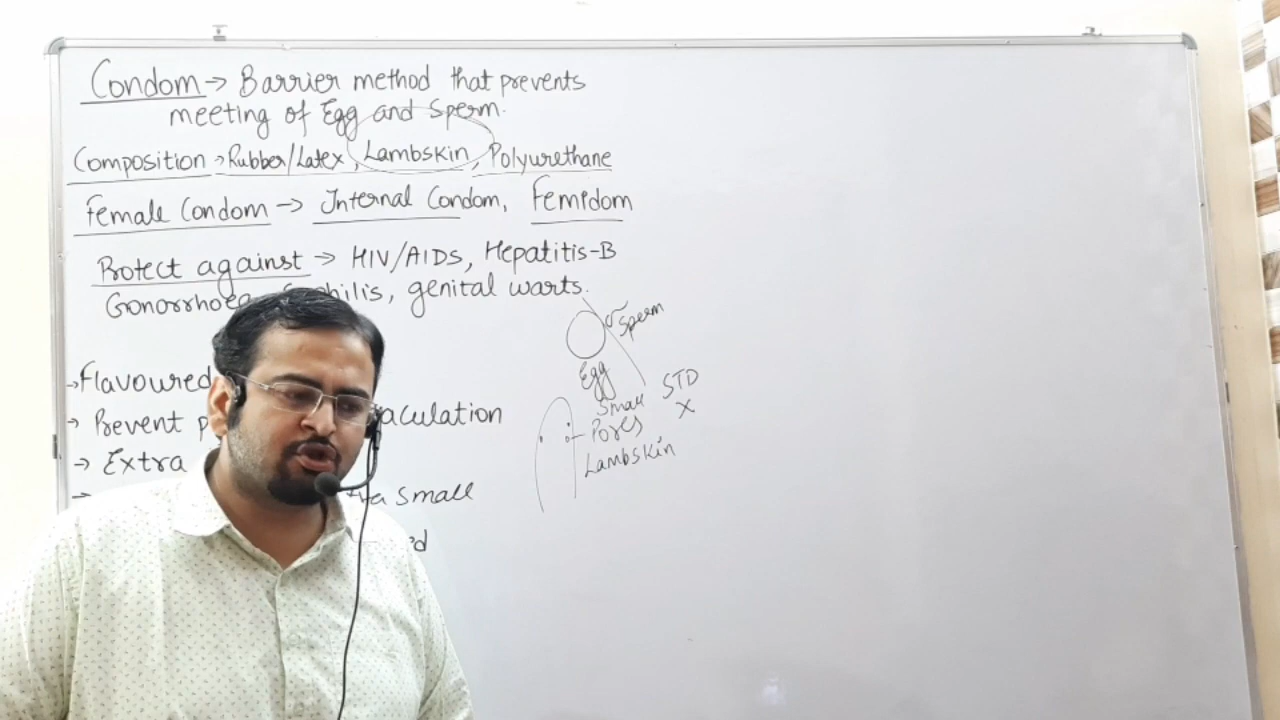 Condom → Barrier method that prevents
meeting of Egg and Sperm.
Composition → Rubber/Latex, Lambskin, Polyurethane
Female Condom → Internal Condom, Femidom
Protect against → HIV/AIDs, Hepatitis-B
Gonorrhoea, genital warts.
Sperm
Egg
STD
X
Small
Pores
Lambskin
→ Flavoured
→ Prevent
→ Extra
small